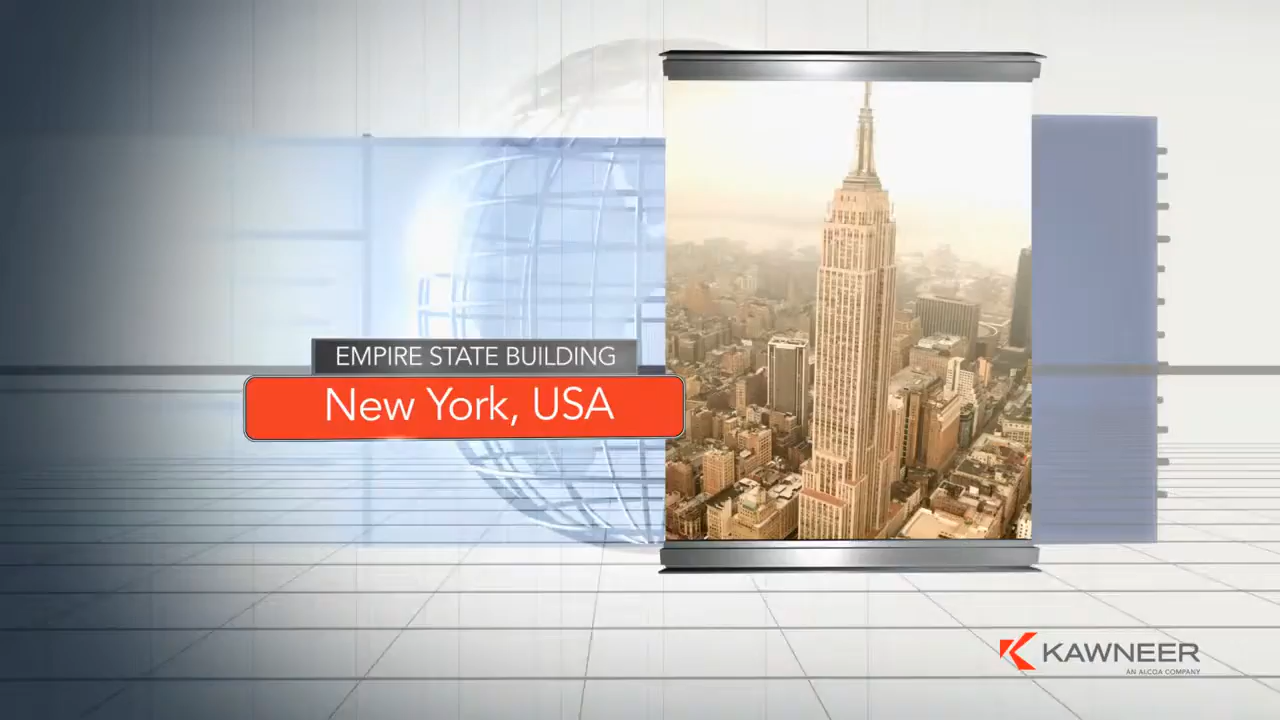 EMPIRE STATE BUILDING
New York, USA
KAWNEER
AN ALCOA COMPANY